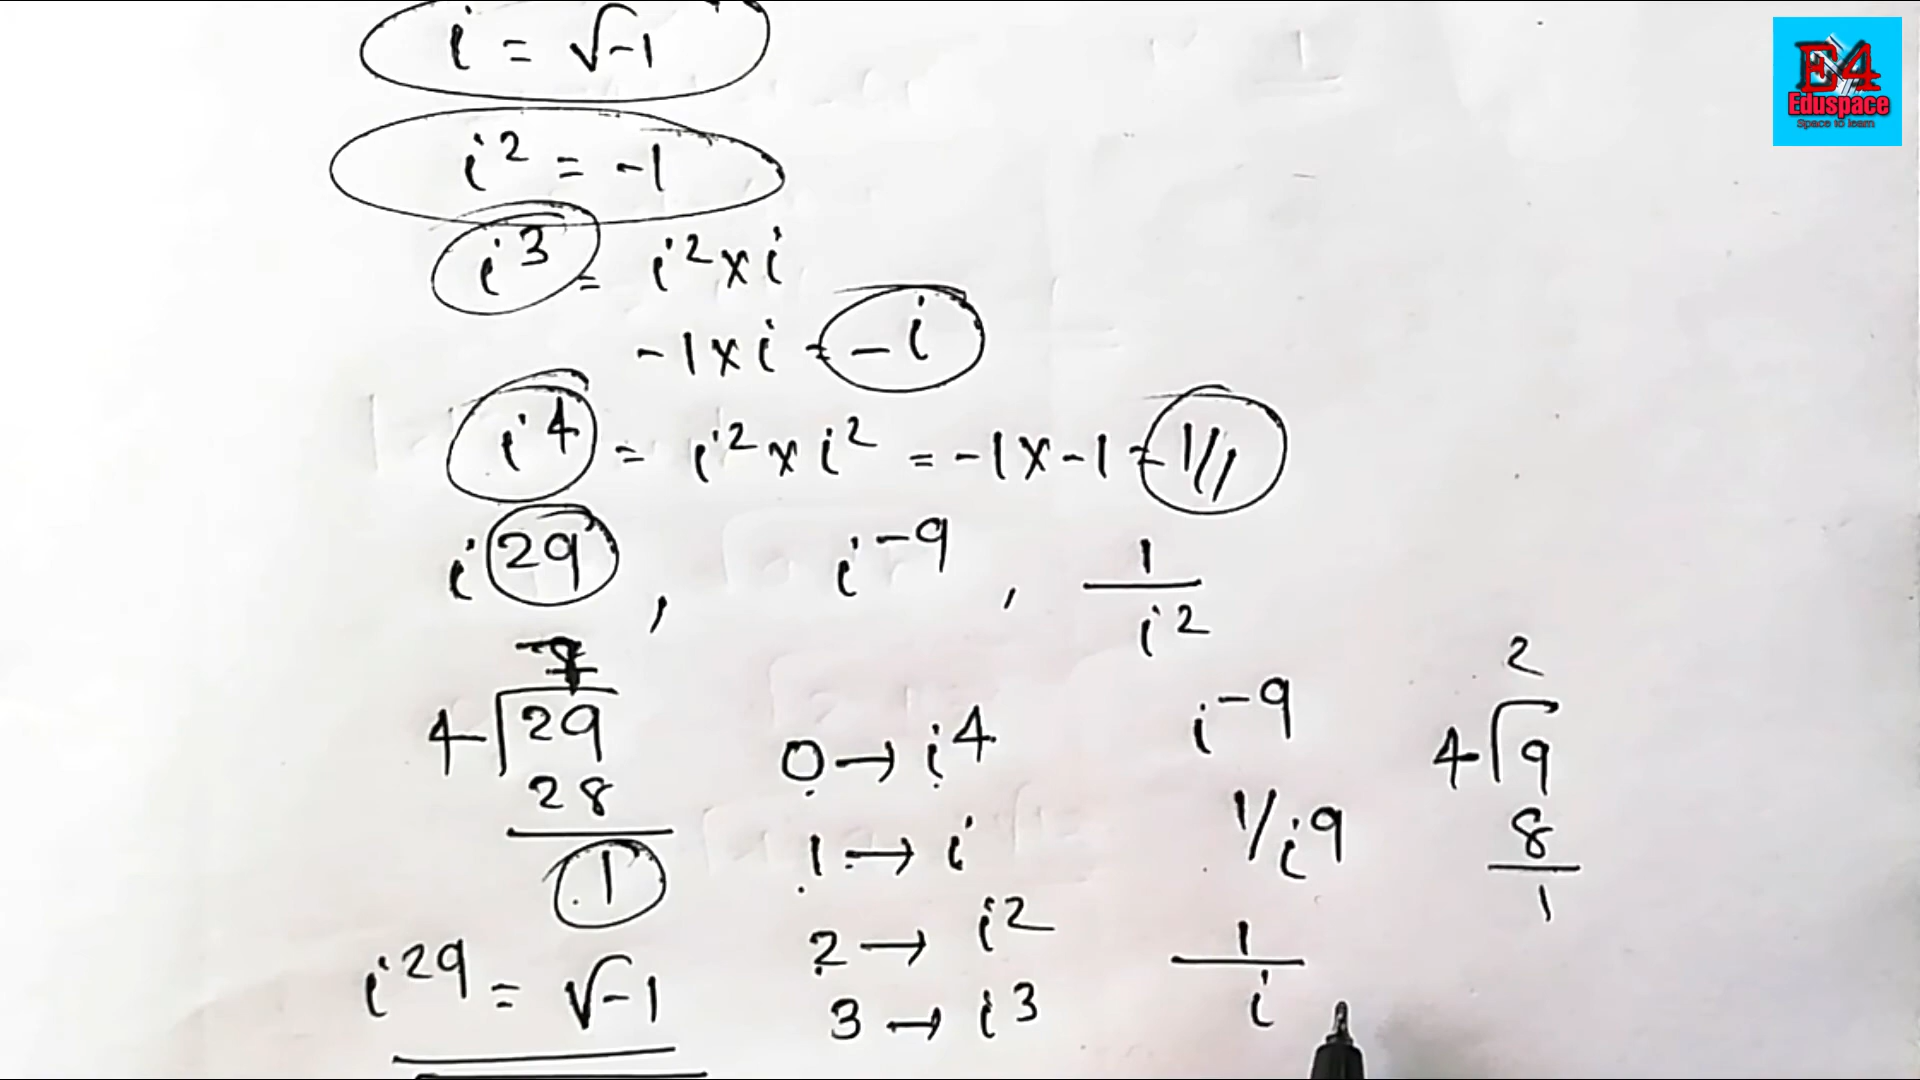 i = √-1
E4
Eduspace
Space to learn
i² = -1
i³ = i² x i
-1 x i = -i
i⁴ = i² x i² = -1 x -1 = 1//
i²⁹ , i⁻⁹ , 1/i²
7
4 29
28
1
i²⁹ = √-1
0 → i⁴
1 → i
2 → i²
3 → i³
i⁻⁹
1/i⁹
1/i
2
4 9
8
1